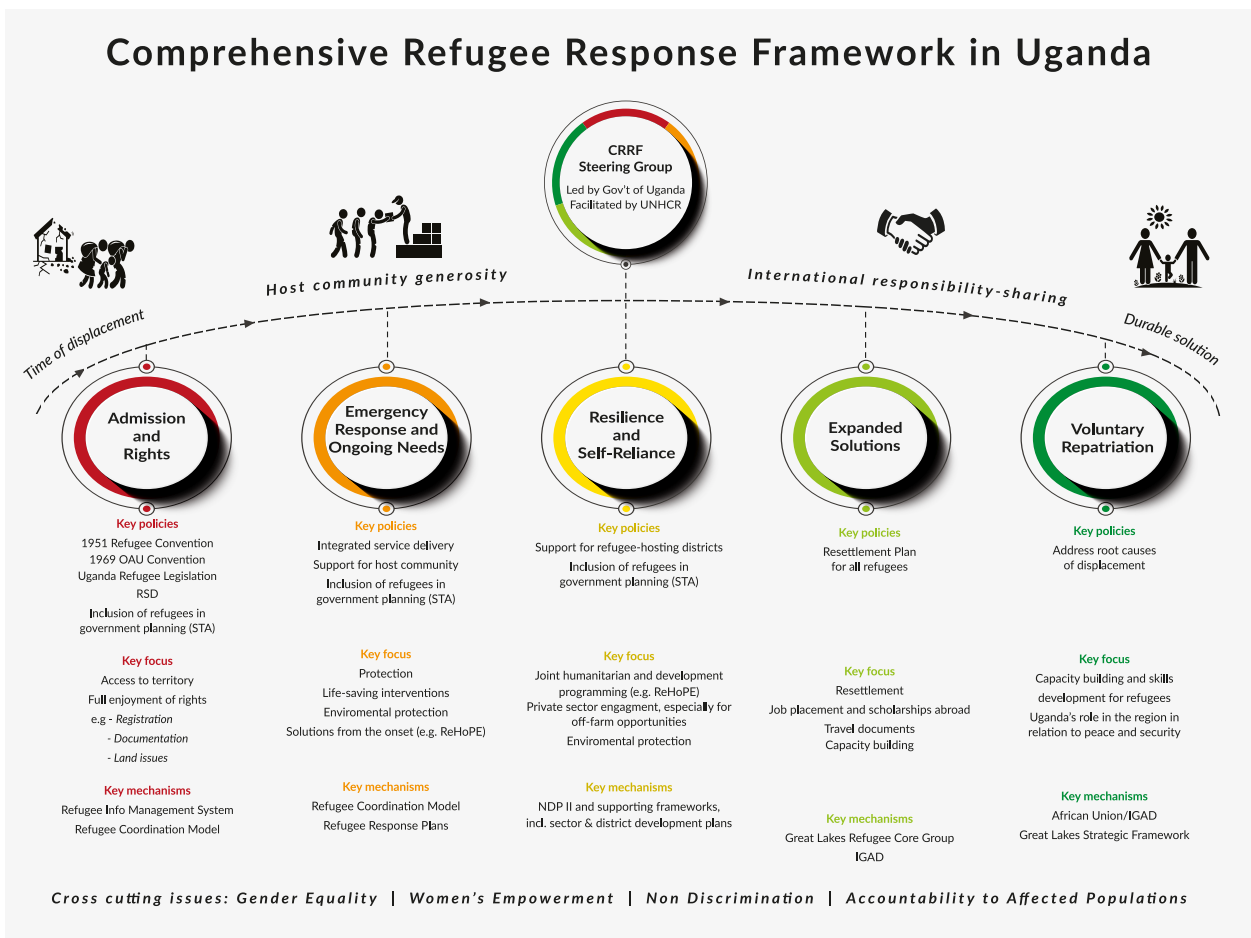 Comprehensive Refugee Response Framework in Uganda
CRRF
Steering Group
Led by Gov't of Uganda
Facilitated by UNHCR
Time of displacement
Host community generosity
International responsibility-sharing
Durable solution
Admission
and
Rights
Key policies
1951 Refugee Convention
1969 OAU Convention
Uganda Refugee Legislation
RSD
Inclusion of refugees in
government planning (STA)
Key focus
Access to territory
Full enjoyment of rights
e.g - Registration
- Documentation
- Land issues
Key mechanisms
Refugee Info Management System
Refugee Coordination Model
Emergency
Response and
Ongoing Needs
Key policies
Integrated service delivery
Support for host community
Inclusion of refugees in
government planning (STA)
Key focus
Protection
Life-saving interventions
Enviromental protection
Solutions from the onset (e.g. ReHoPE)
Key mechanisms
Refugee Coordination Model
Refugee Response Plans
Resilience
and
Self-Reliance
Key policies
Support for refugee-hosting districts
Inclusion of refugees in
government planning (STA)
Key focus
Joint humanitarian and development
programming (e.g. ReHoPE)
Private sector engagment, especially for
off-farm opportunities
Enviromental protection
Key mechanisms
NDP II and supporting frameworks,
incl. sector & district development plans
Expanded
Solutions
Key policies
Resettlement Plan
for all refugees
Key focus
Resettlement
Job placement and scholarships abroad
Travel documents
Capacity building
Key mechanisms
Great Lakes Refugee Core Group
IGAD
Voluntary
Repatriation
Key policies
Address root causes
of displacement
Key focus
Capacity building and skills
development for refugees
Uganda's role in the region in
relation to peace and security
Key mechanisms
African Union/IGAD
Great Lakes Strategic Framework
Cross cutting issues: Gender Equality | Women's Empowerment | Non Discrimination | Accountability to Affected Populations